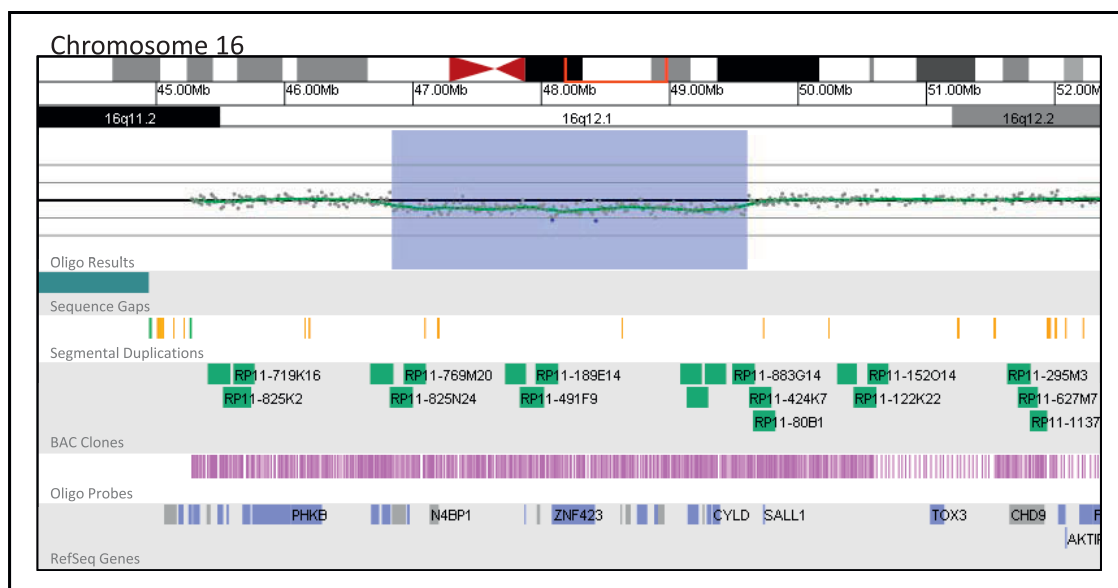 Chromosome 16
45.00Mb 46.00Mb 47.00Mb 48.00Mb 49.00Mb 50.00Mb 51.00Mb 52.00M
16q11.2 16q12.1 16q12.2
Oligo Results
Sequence Gaps
Segmental Duplications
RP11-719K16 RP11-769M20 RP11-189E14 RP11-883G14 RP11-152O14 RP11-295M3
RP11-825K2 RP11-825N24 RP11-491F9 RP11-424K7 RP11-122K22 RP11-627M7
RP11-80B1 RP11-1137
BAC Clones
Oligo Probes
PHKB N4BP1 ZNF423 CYLD SALL1 TOX3 CHD9 F
AKTIF
RefSeq Genes